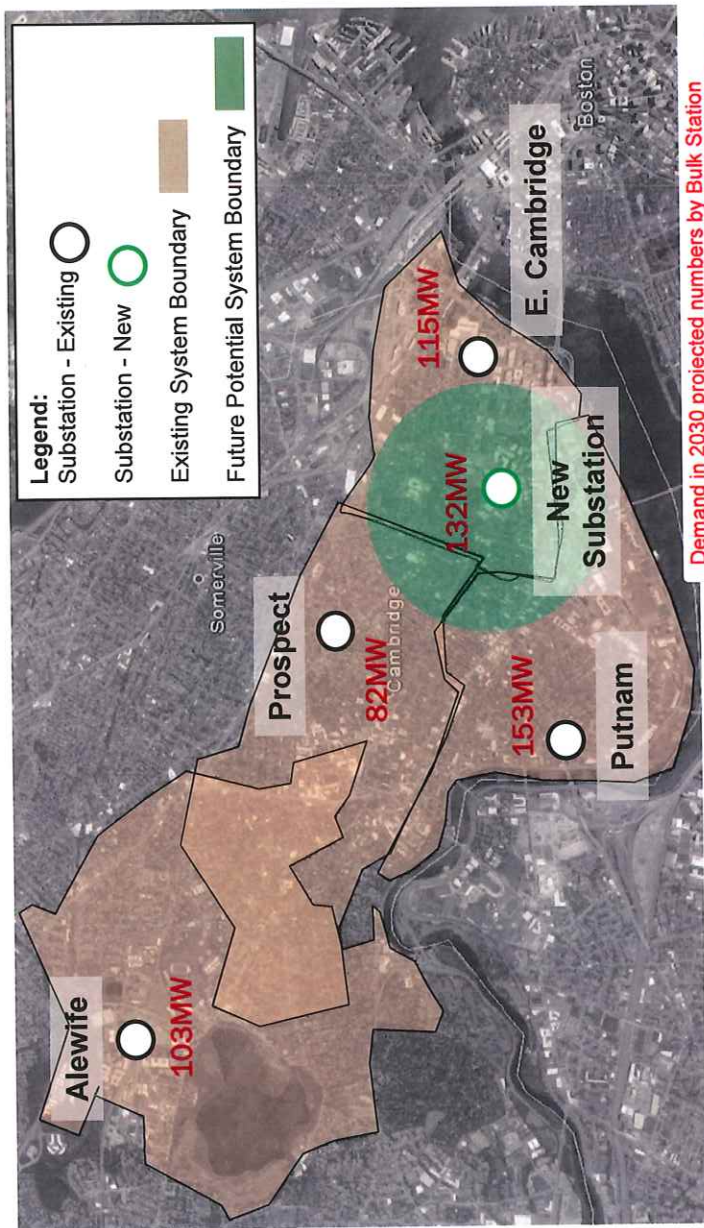 Legend:
Substation - Existing
Substation - New
Existing System Boundary
Future Potential System Boundary
Alewife
103MW
Prospect
82MW
Cambridge
Somerville
153MW
Putnam
132MW
New
Substation
115MW
E. Cambridge
Boston
Demand in 2030 projected numbers by Bulk Station